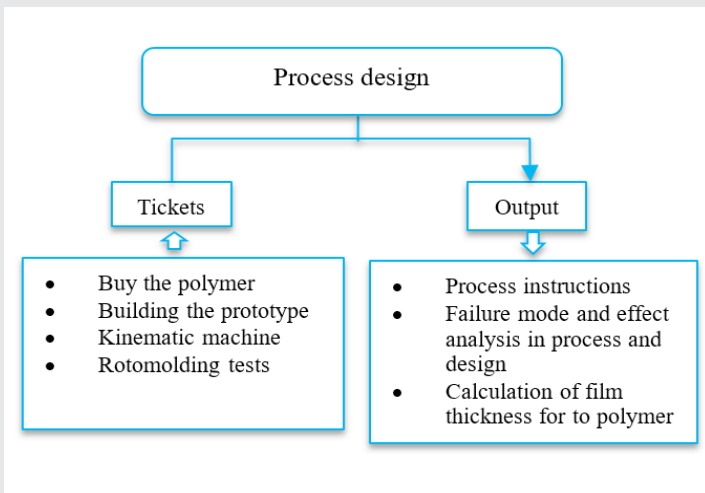 Process design
Tickets
Output
• Buy the polymer
• Building the prototype
• Kinematic machine
• Rotomolding tests
• Process instructions
• Failure mode and effect
analysis in process and
design
• Calculation of film
thickness for to polymer